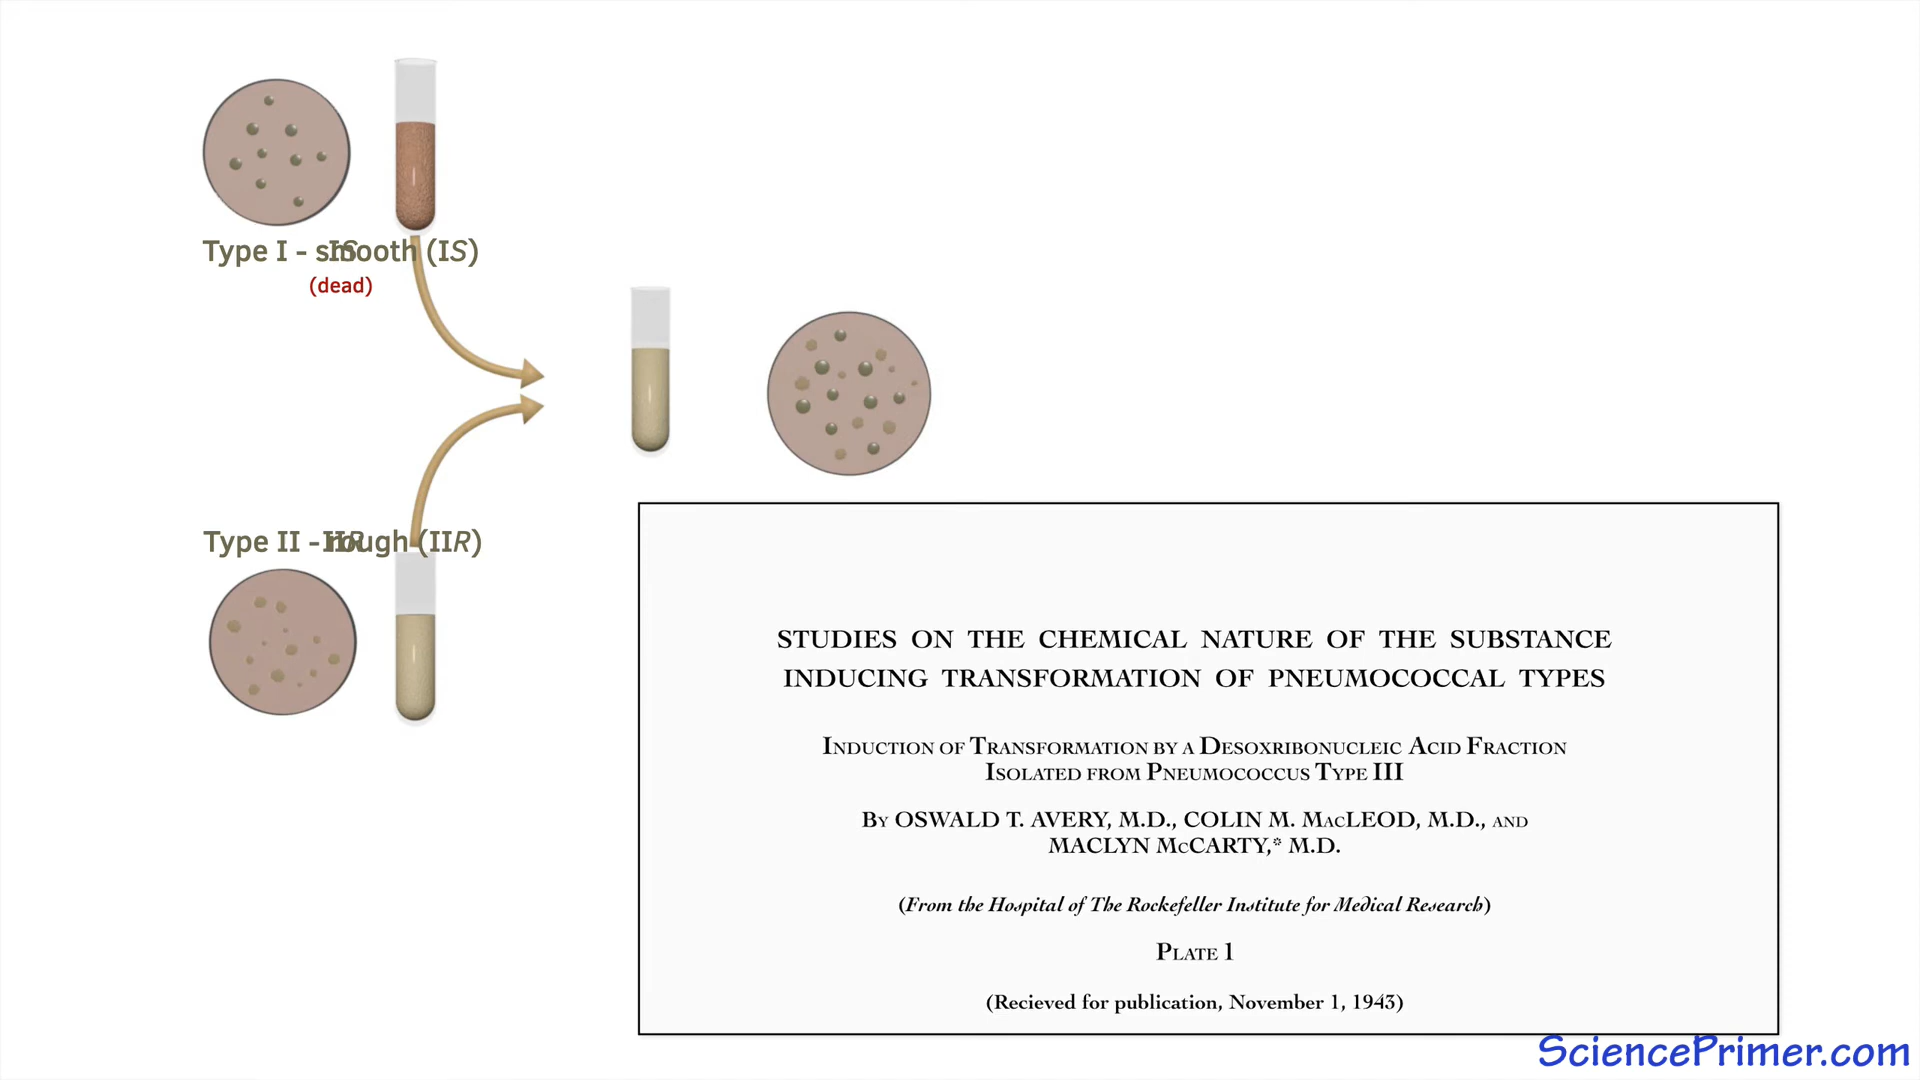 Type I - smooth (IS)
IS
(dead)
Type II - rough (IIR)
IIR
STUDIES ON THE CHEMICAL NATURE OF THE SUBSTANCE
INDUCING TRANSFORMATION OF PNEUMOCOCCAL TYPES
Induction of Transformation by a Desoxribonucleic Acid Fraction
Isolated from Pneumococcus Type III
By OSWALD T. AVERY, M.D., COLIN M. MacLEOD, M.D., and
MACLYN McCARTY,* M.D.
(From the Hospital of The Rockefeller Institute for Medical Research)
Plate 1
(Recieved for publication, November 1, 1943)
SciencePrimer.com